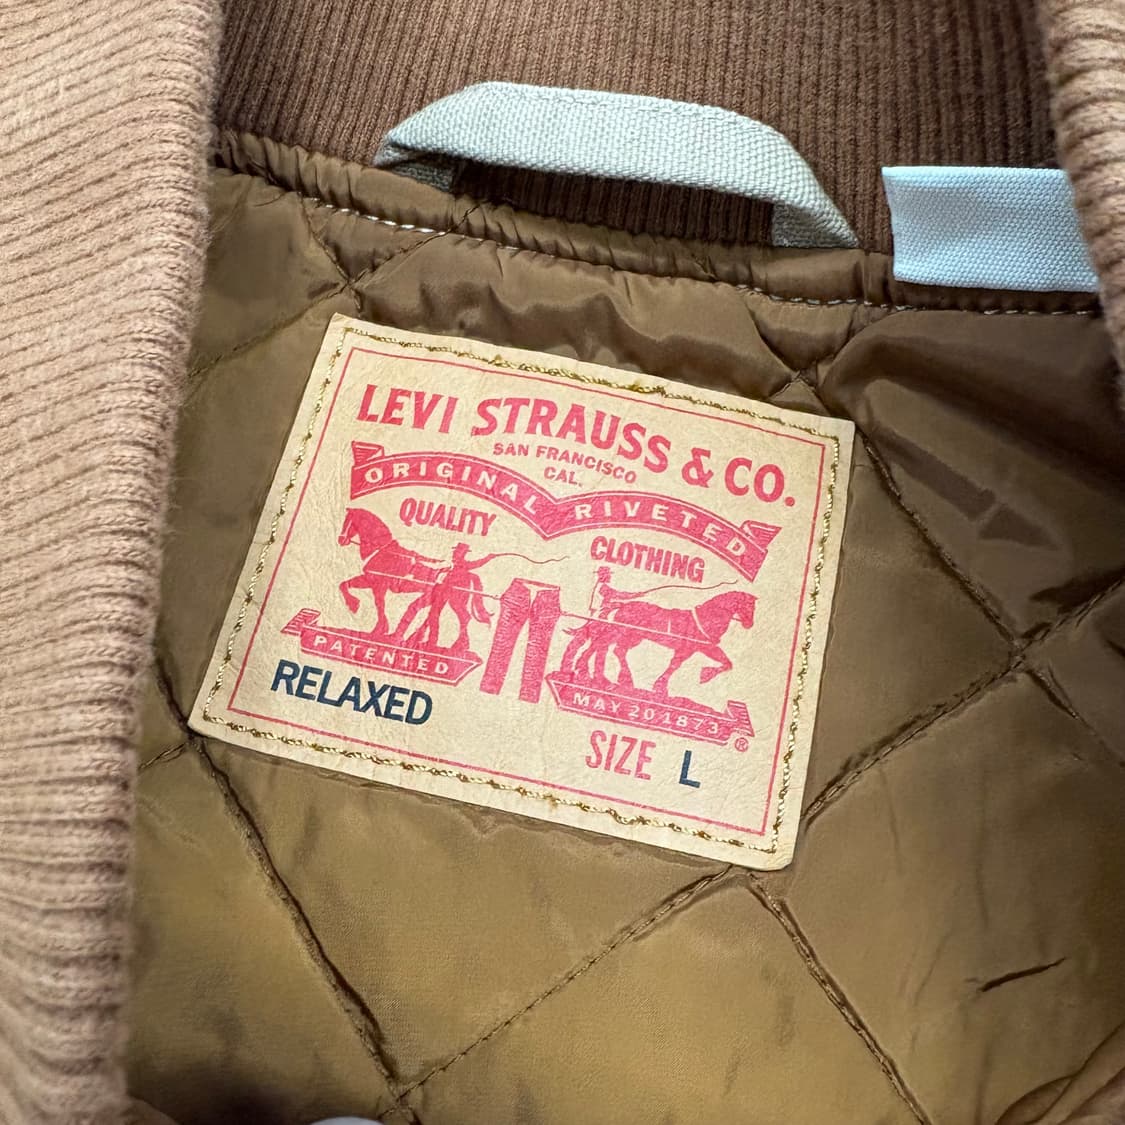 LEVI STRAUSS & CO.
SAN FRANCISCO
CAL.
ORIGINAL RIVETED
QUALITY CLOTHING
PATENTED MAY 20 1873 ®
RELAXED
SIZE L